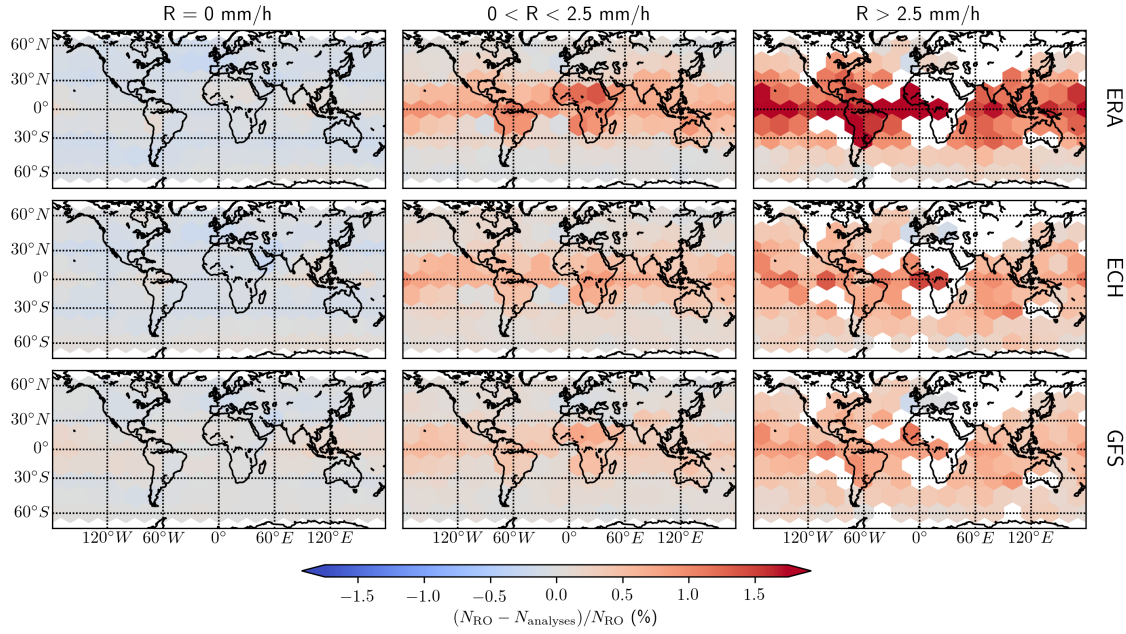 R = 0 mm/h
0 < R < 2.5 mm/h
R > 2.5 mm/h
60°N
30°N
0°
30°S
60°S
ERA
60°N
30°N
0°
30°S
60°S
ECH
60°N
30°N
0°
30°S
60°S
GFS
120°W 60°W 0° 60°E 120°E
120°W 60°W 0° 60°E 120°E
120°W 60°W 0° 60°E 120°E
−1.5 −1.0 −0.5 0.0 0.5 1.0 1.5
(N_RO − N_analyses)/N_RO (%)